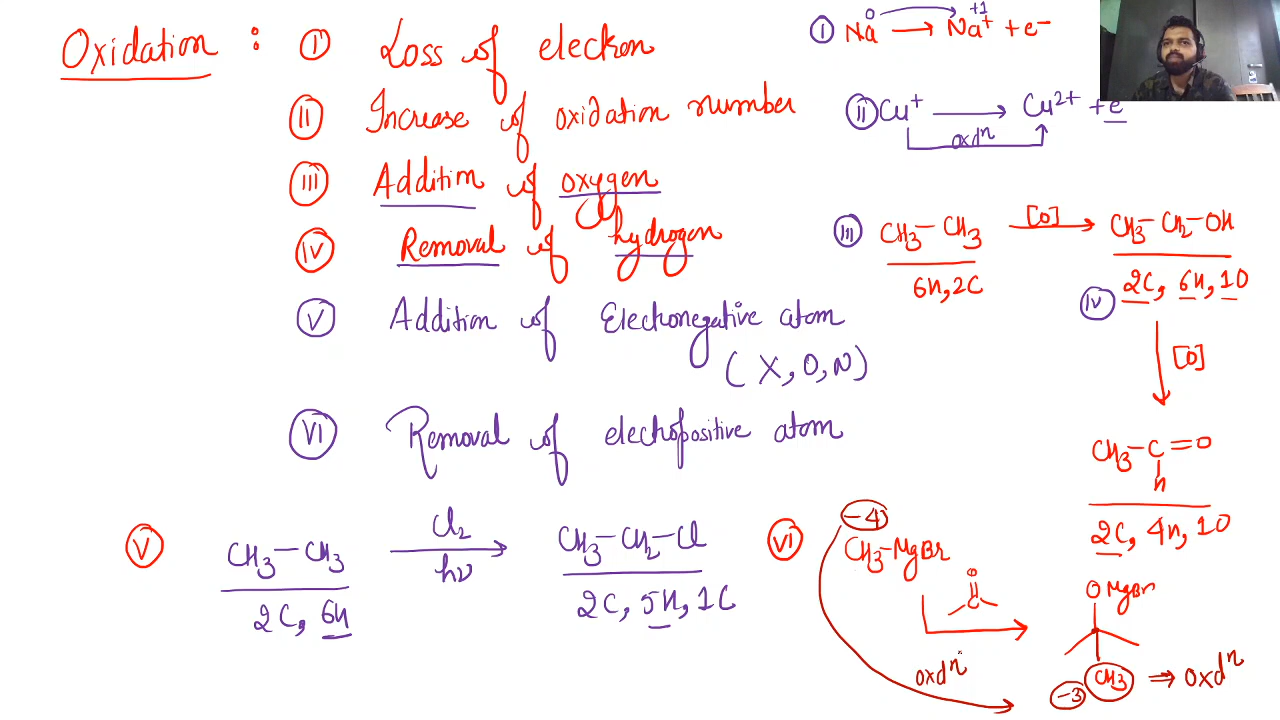 Oxidation : (i) Loss of electron
(ii) Increase of oxidation number
(iii) Addition of oxygen
(iv) Removal of hydrogen
(v) Addition of Electronegative atom
(X, O, N)
(vi) Removal of electropositive atom
(i) Na⁰ → Na⁺ + e⁻
+1
(ii) Cu⁺ → Cu²⁺ + e
oxdⁿ
(iii) CH₃-CH₃ [O] → CH₃-CH₂-OH
6H, 2C
2C, 6H, 1O
(iv) [O]
CH₃-C=O
H
2C, 4H, 1O
(v) CH₃-CH₃ Cl₂ hν → CH₃-CH₂-Cl
2C, 6H
2C, 5H, 1C
(vi) -4
CH₃-MgBr
O
OMgBr
oxdⁿ
-3 CH₃ ⇒ oxdⁿ